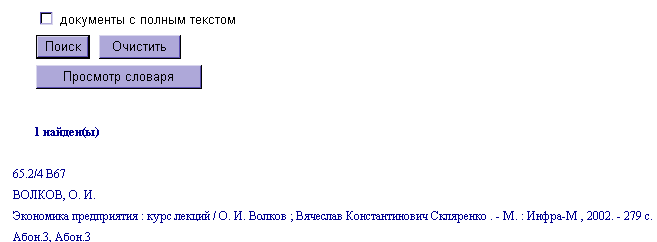 документы с полным текстом
Поиск Очистить
Просмотр словаря
1 найден(ы)
65.2/4 В67
ВОЛКОВ, О. И.
Экономика предприятия : курс лекций / О. И. Волков ; Вячеслав Константинович Скляренко . - М. : Инфра-М , 2002. - 279 с.
Абон.3, Абон.3